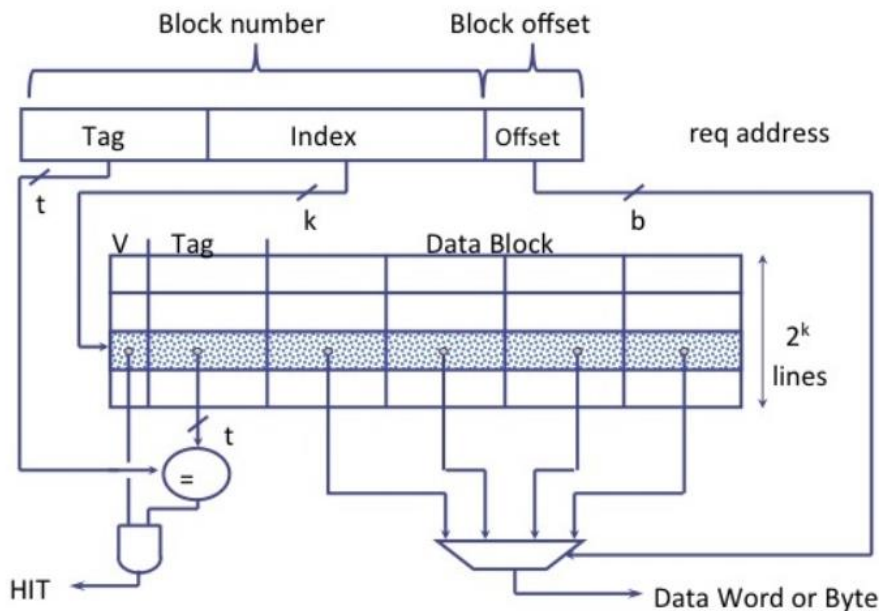 Block number Block offset
Tag Index Offset req address
t k b
V Tag Data Block
2ᵏ
lines
t
=
HIT
Data Word or Byte